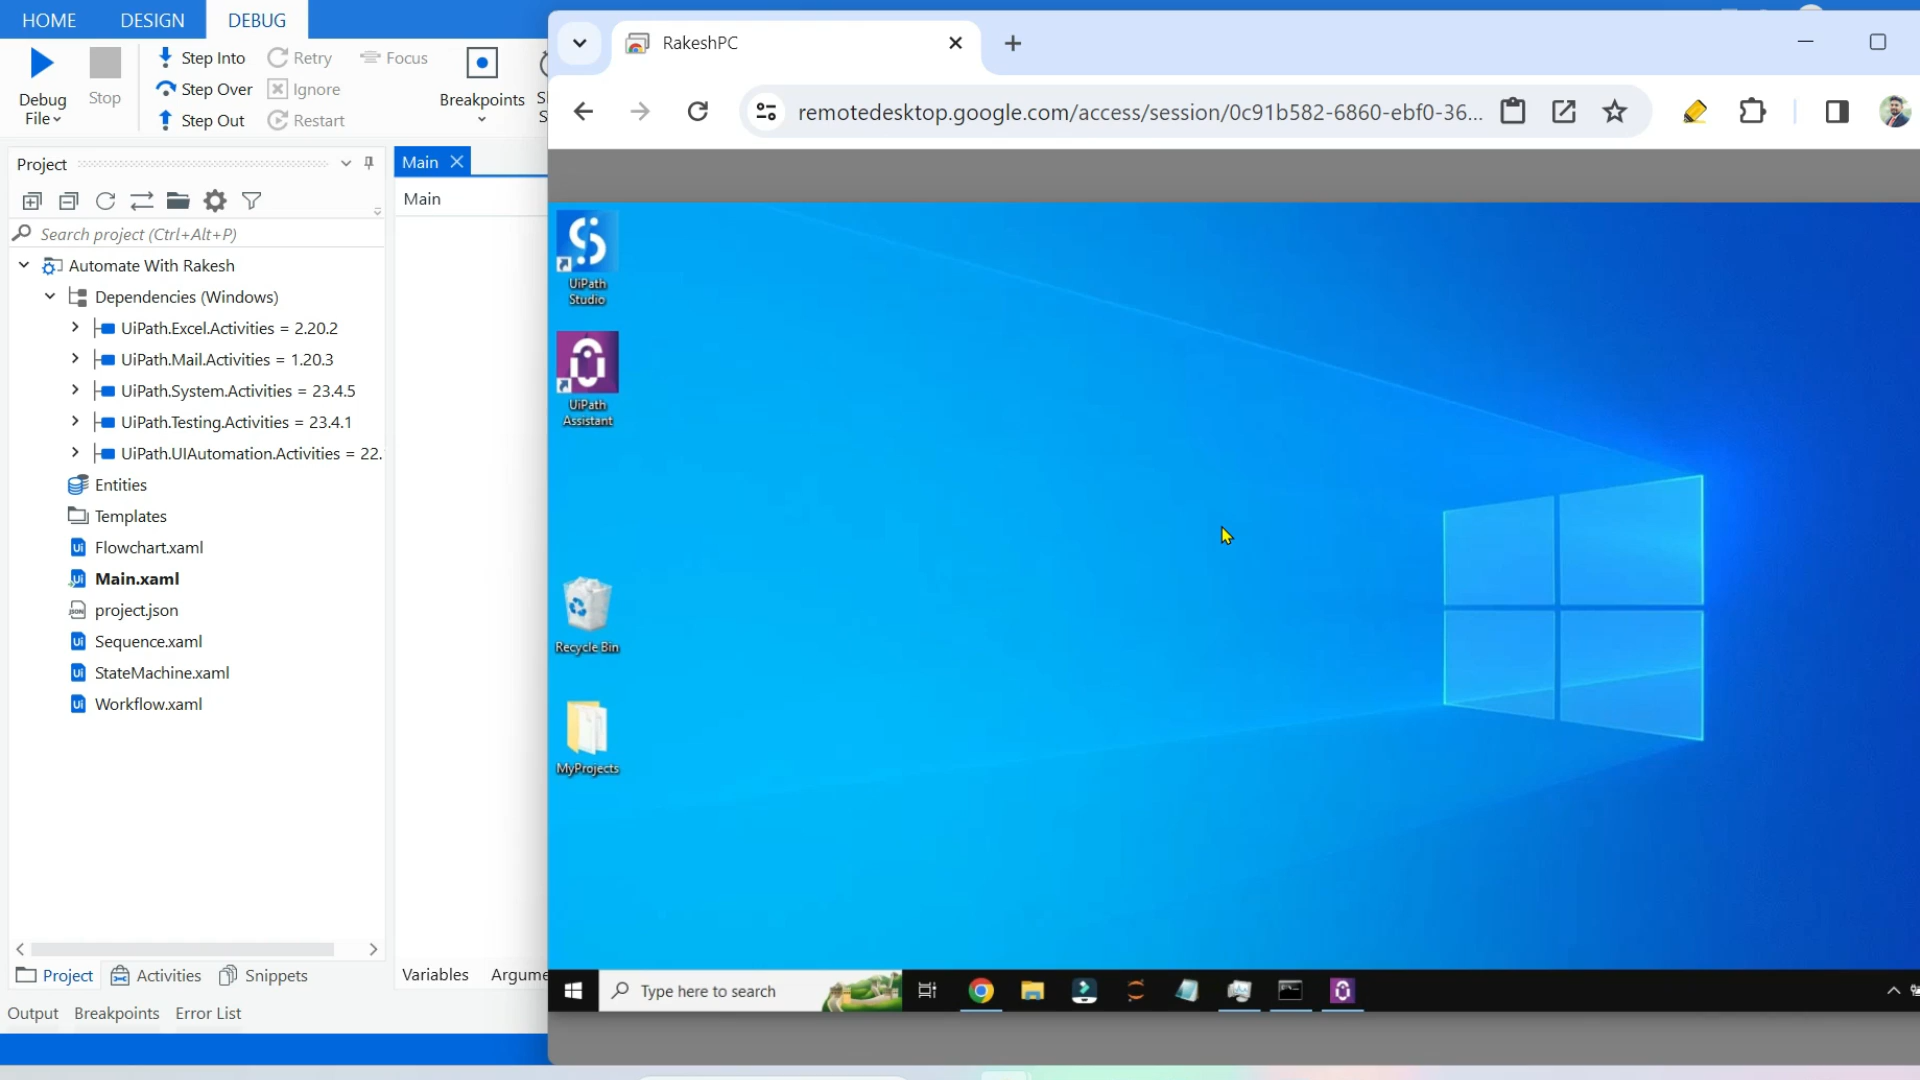 HOME DESIGN DEBUG
Debug
File
Stop
Step Into
Step Over
Step Out
Retry
Ignore
Restart
Focus
Breakpoints
RakeshPC
remotedesktop.google.com/access/session/0c91b582-6860-ebf0-36...
Project
Search project (Ctrl+Alt+P)
Automate With Rakesh
Dependencies (Windows)
UiPath.Excel.Activities = 2.20.2
UiPath.Mail.Activities = 1.20.3
UiPath.System.Activities = 23.4.5
UiPath.Testing.Activities = 23.4.1
UiPath.UIAutomation.Activities = 22.
Entities
Templates
Flowchart.xaml
Main.xaml
project.json
Sequence.xaml
StateMachine.xaml
Workflow.xaml
Project Activities Snippets
Output Breakpoints Error List
Main
Main
Variables Argume
UiPath
Studio
UiPath
Assistant
Recycle Bin
MyProjects
Type here to search